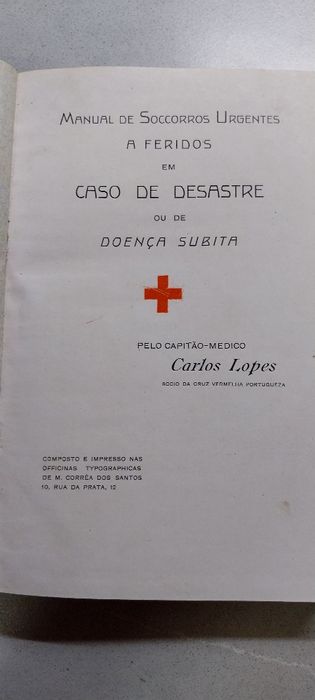 MANUAL DE SOCCORROS URGENTES
A FERIDOS
EM
CASO DE DESASTRE
OU DE
DOENÇA SUBITA
PELO CAPITÃO-MEDICO
Carlos Lopes
SOCIO DA CRUZ VERMELHA PORTUGUEZA
COMPOSTO E IMPRESSO NAS
OFFICINAS TYPOGRAPHICAS
DE M. CORRÊA DOS SANTOS
10, RUA DA PRATA, 12